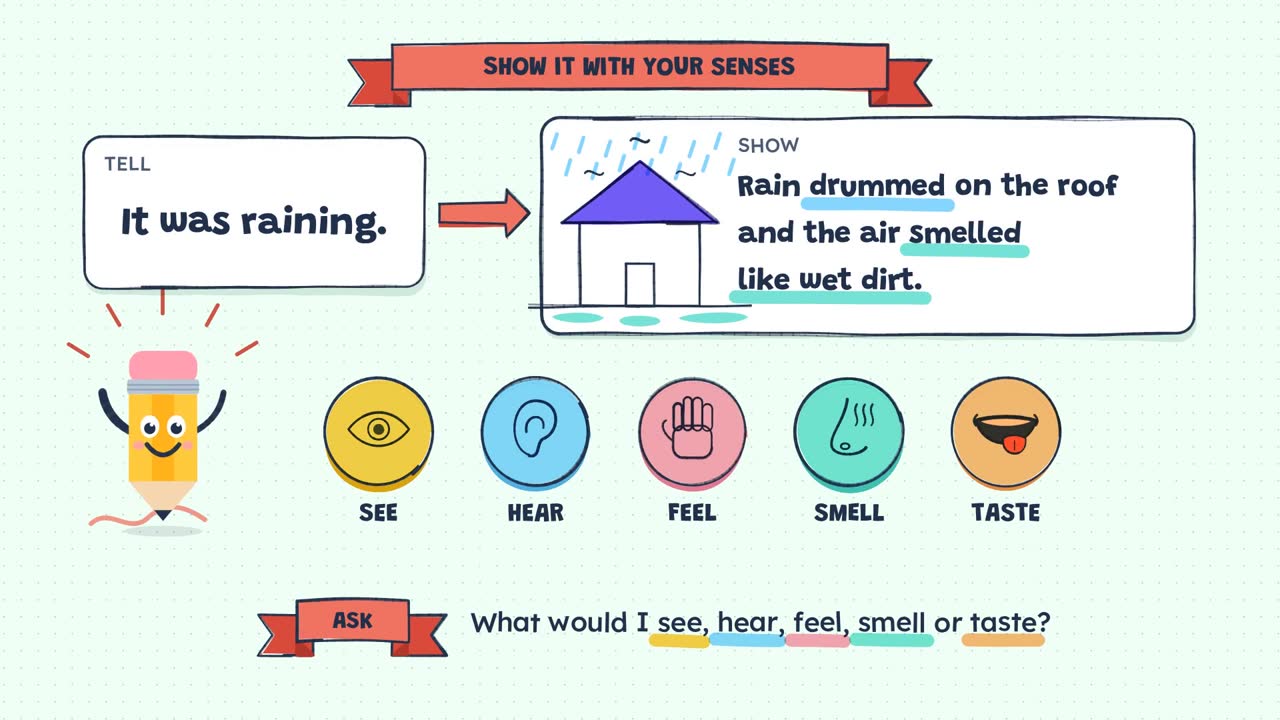 SHOW IT WITH YOUR SENSES
TELL
It was raining.
SHOW
Rain drummed on the roof
and the air smelled
like wet dirt.
SEE
HEAR
FEEL
SMELL
TASTE
ASK
What would I see, hear, feel, smell or taste?